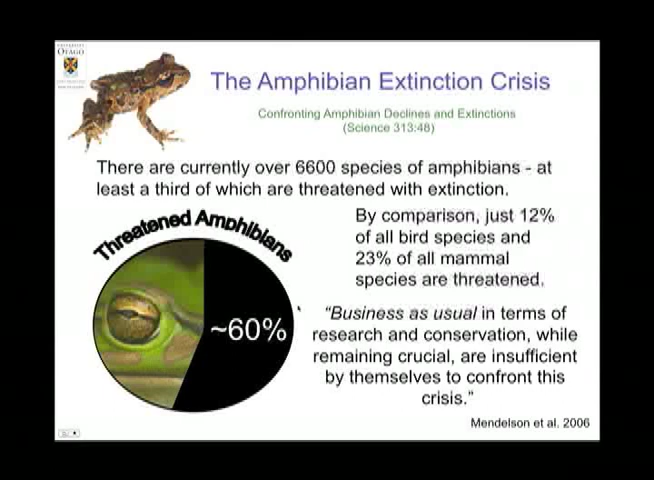 OTAGO
The Amphibian Extinction Crisis
Confronting Amphibian Declines and Extinctions
(Science 313:48)
There are currently over 6600 species of amphibians - at
least a third of which are threatened with extinction.
Threatened Amphibians
~60%
By comparison, just 12%
of all bird species and
23% of all mammal
species are threatened.
“Business as usual in terms of
research and conservation, while
remaining crucial, are insufficient
by themselves to confront this
crisis.”
Mendelson et al. 2006